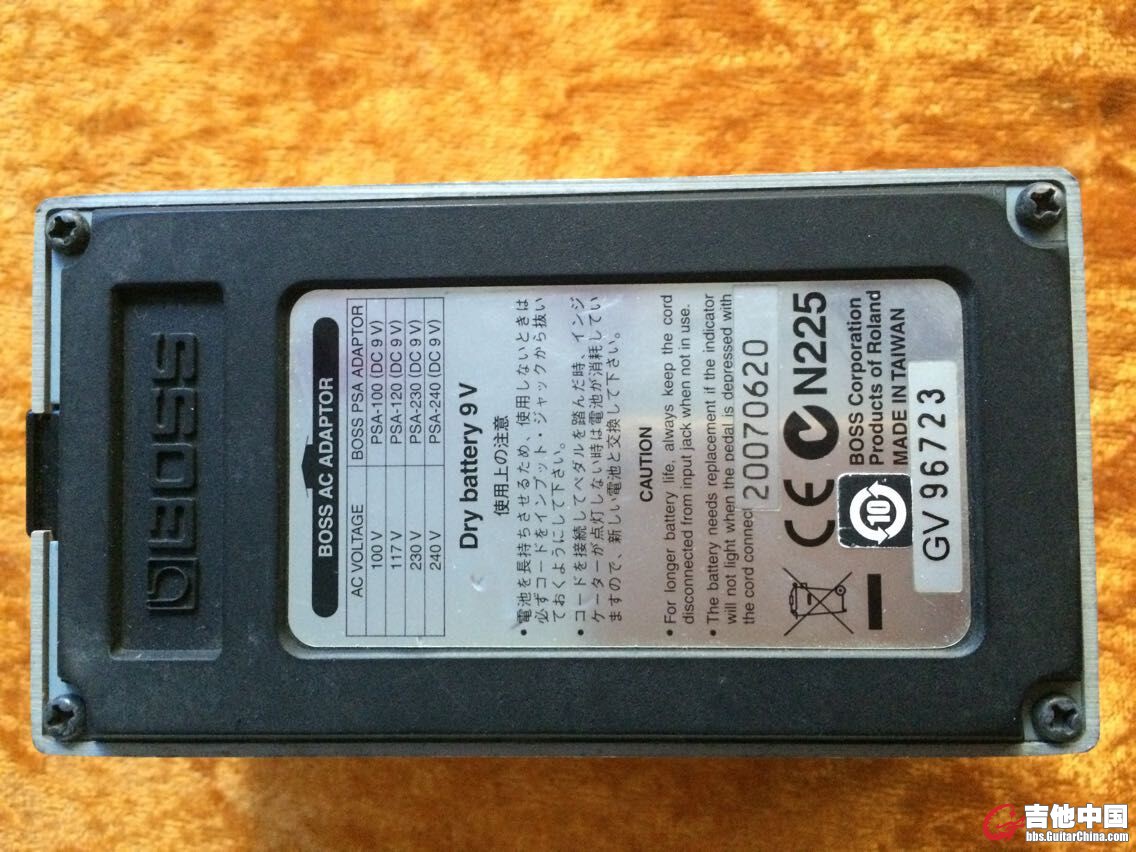 BOSS
BOSS AC ADAPTOR
AC VOLTAGE BOSS PSA ADAPTOR
100 V PSA-100 (DC 9 V)
117 V PSA-120 (DC 9 V)
230 V PSA-230 (DC 9 V)
240 V PSA-240 (DC 9 V)
Dry battery 9 V
使用上の注意
• 電池を長持ちさせるため、使用しないときは
必ずコードをインプット・ジャックから抜い
ておくようにして下さい。
• コードを接続してペダルを踏んだ時、インジ
ケーターが点灯しない時は電池が消耗してい
ますので、新しい電池と交換して下さい。
CAUTION
• For longer battery life, always keep the cord
disconnected from input jack when not in use.
• The battery needs replacement if the indicator
will not light when the pedal is depressed with
the cord connec
20070620
CE N225
BOSS Corporation
Products of Roland
MADE IN TAIWAN
10
GV 96723
吉他中国
bbs.GuitarChina.com